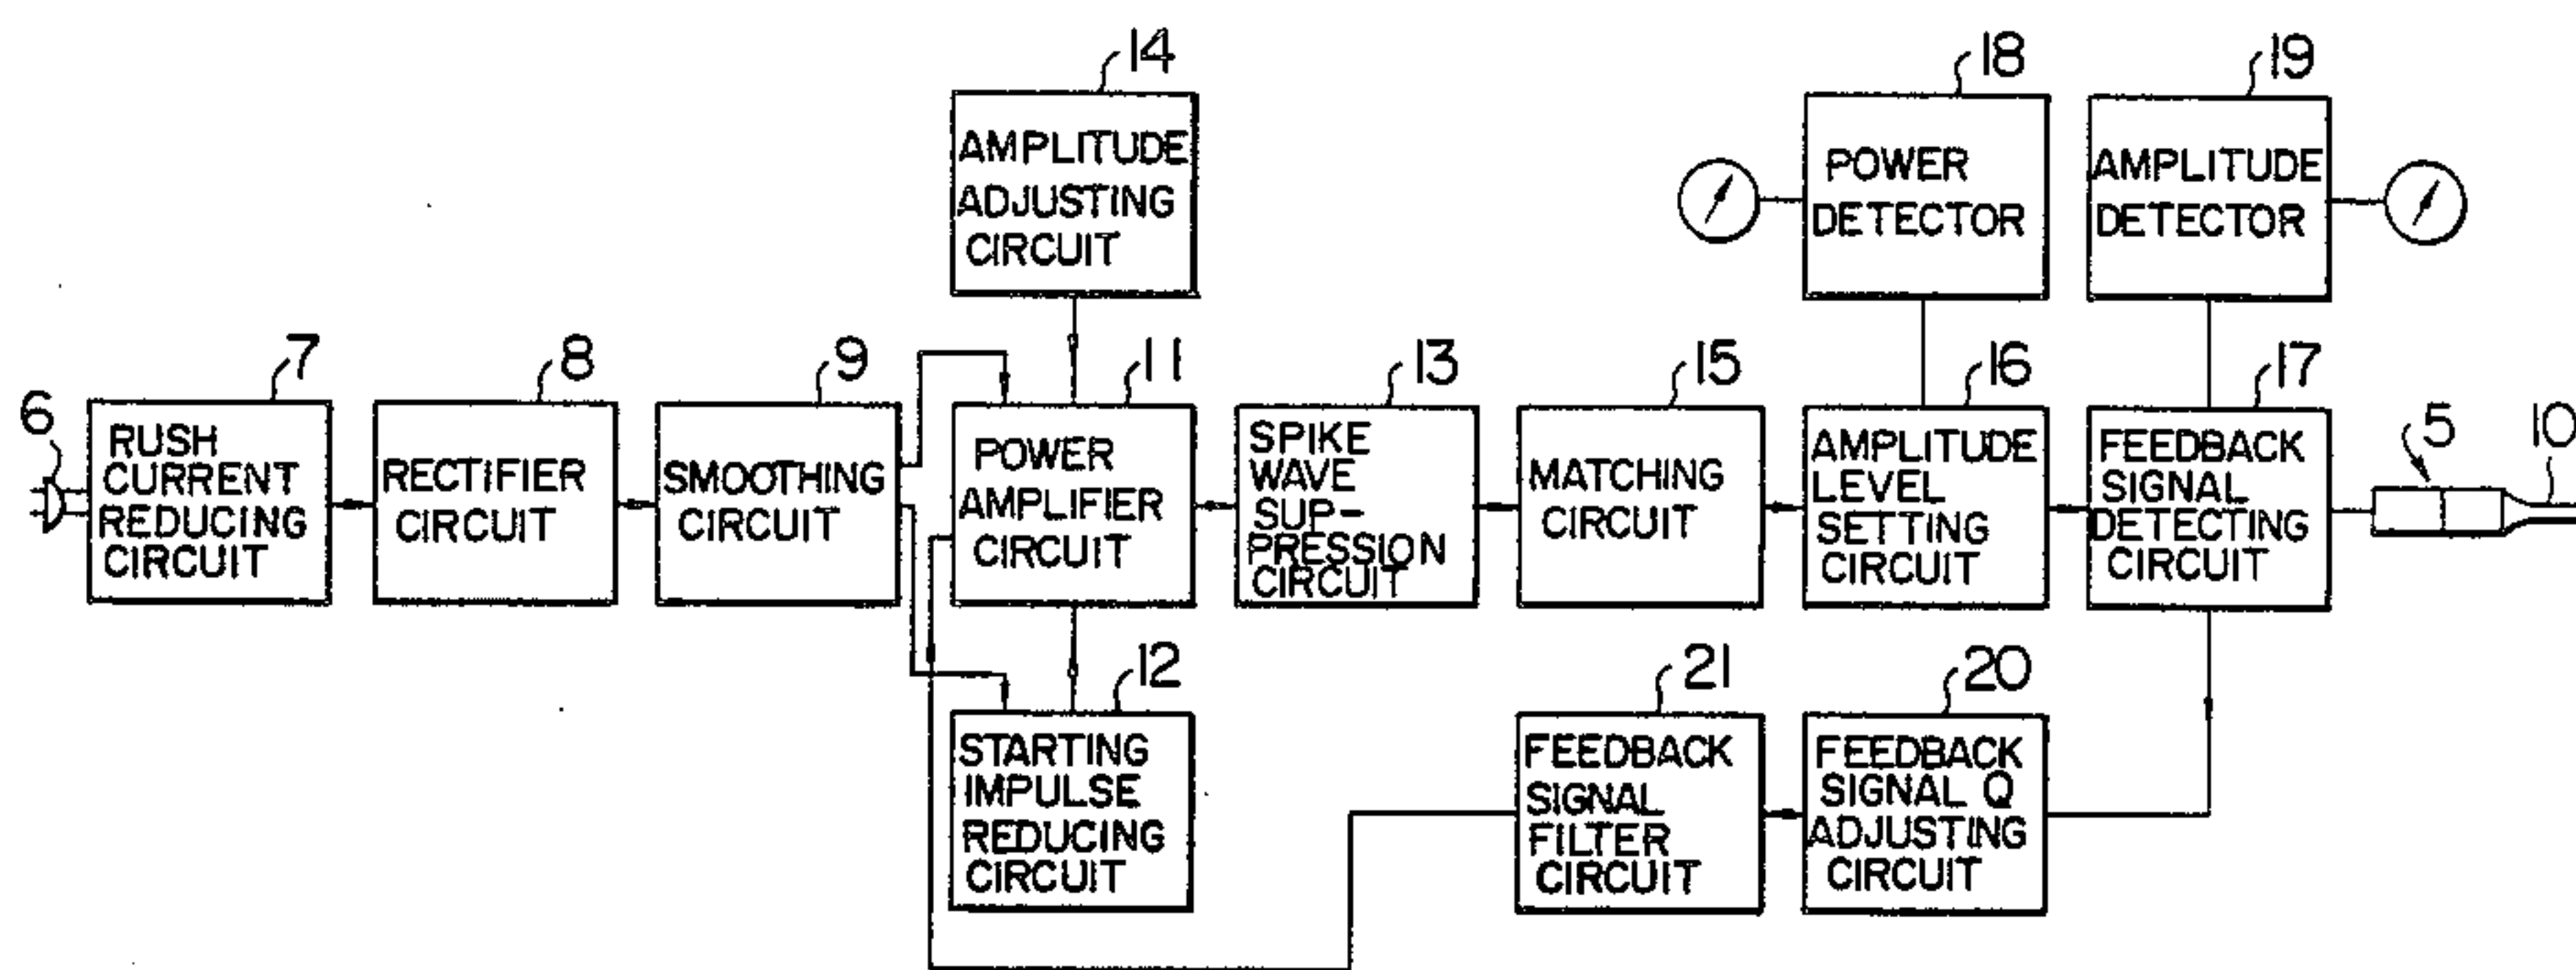 14
AMPLITUDE
ADJUSTING
CIRCUIT
18
POWER
DETECTOR
19
AMPLITUDE
DETECTOR
6
7
RUSH
CURRENT
REDUCING
CIRCUIT
8
RECTIFIER
CIRCUIT
9
SMOOTHING
CIRCUIT
11
POWER
AMPLIFIER
CIRCUIT
13
SPIKE
WAVE
SUP-
PRESSION
CIRCUIT
15
MATCHING
CIRCUIT
16
AMPLITUDE
LEVEL
SETTING
CIRCUIT
17
FEEDBACK
SIGNAL
DETECTING
CIRCUIT
5
10
12
STARTING
IMPULSE
REDUCING
CIRCUIT
21
FEEDBACK
SIGNAL
FILTER
CIRCUIT
20
FEEDBACK
SIGNAL Q
ADJUSTING
CIRCUIT